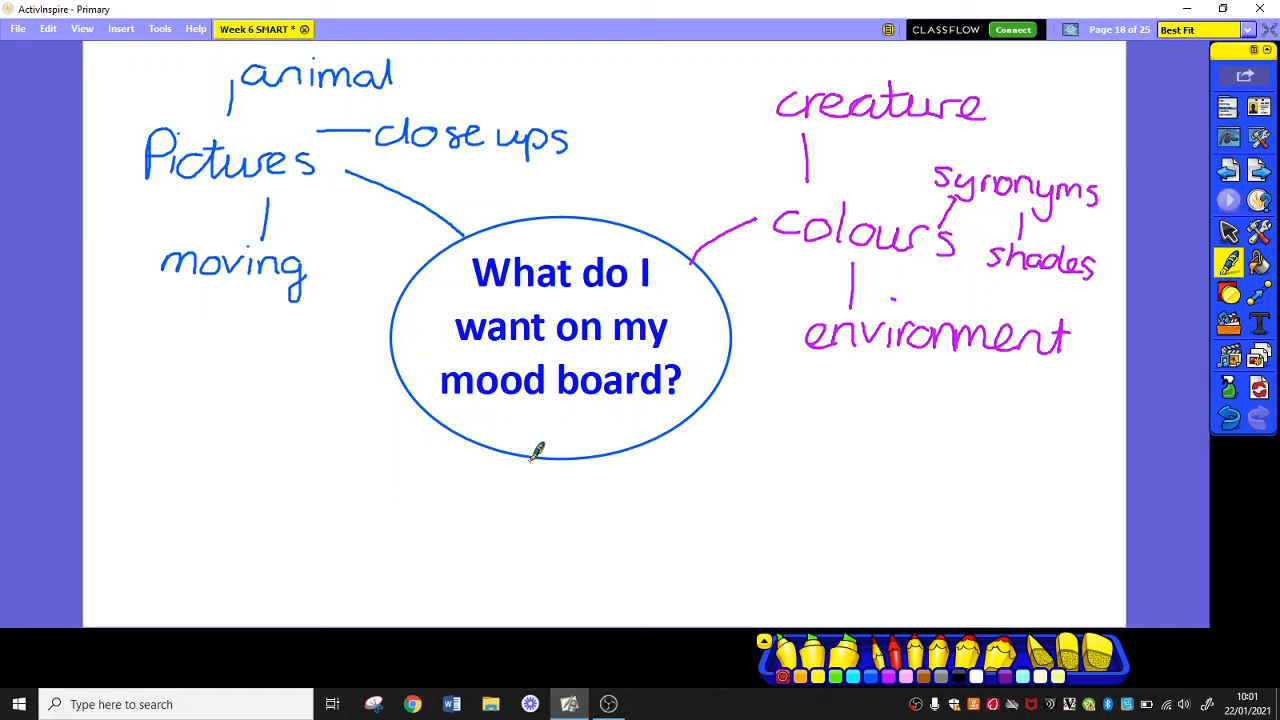 ActivInspire - Primary
File Edit View Insert Tools Help Week 6 SMART *
CLASSFLOW Connect Page 18 of 25 Best Fit
animal
close ups
Pictures
moving
What do I
want on my
mood board?
creature
synonyms
colours
shades
environment
Type here to search
10:01
22/01/2021